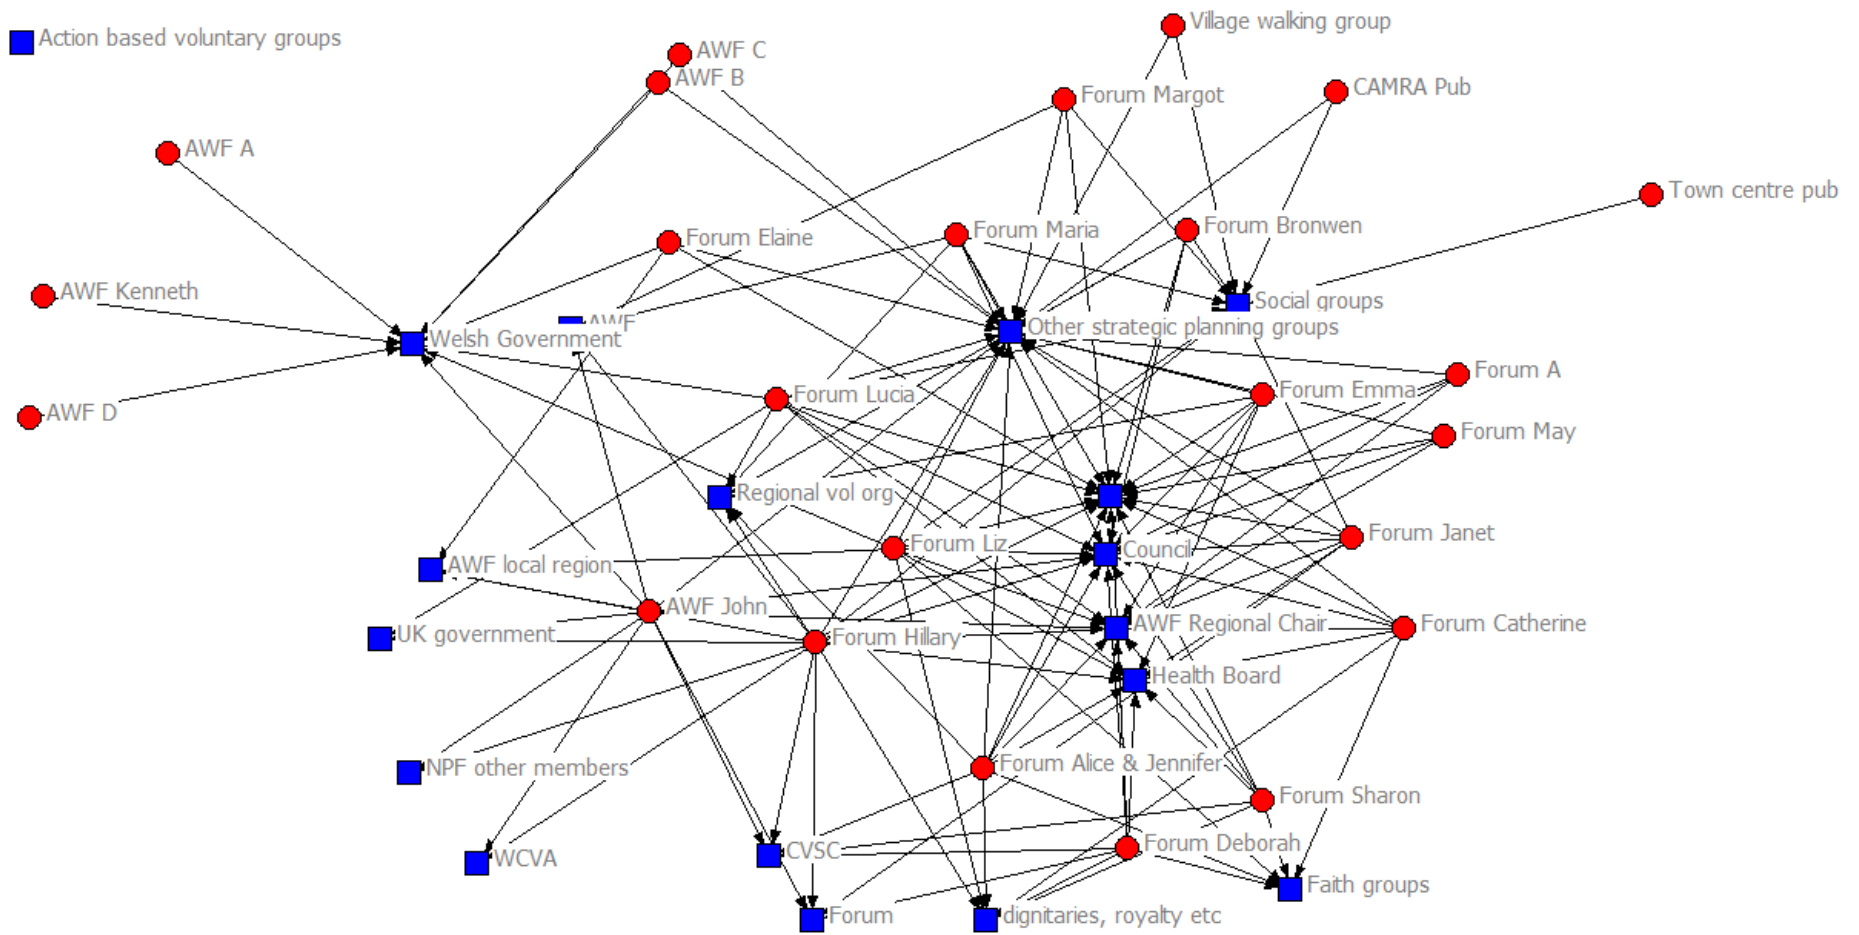 Village walking group
Action based voluntary groups
AWF C
AWF B
CAMRA Pub
Forum Margot
AWF A
Town centre pub
Forum Bronwen
Forum Maria
Forum Elaine
AWF Kenneth
Social groups
AWF
Other strategic planning groups
Welsh Government
Forum A
Forum Emma
Forum Lucia
AWF D
Forum May
Regional vol org
Forum Janet
Forum Liz
Council
AWF local region
AWF John
AWF Regional Chair
Forum Catherine
UK government
Forum Hillary
Health Board
Forum Alice & Jennifer
NPF other members
Forum Sharon
Forum Deborah
CVSC
WCVA
Faith groups
Forum
dignitaries, royalty etc